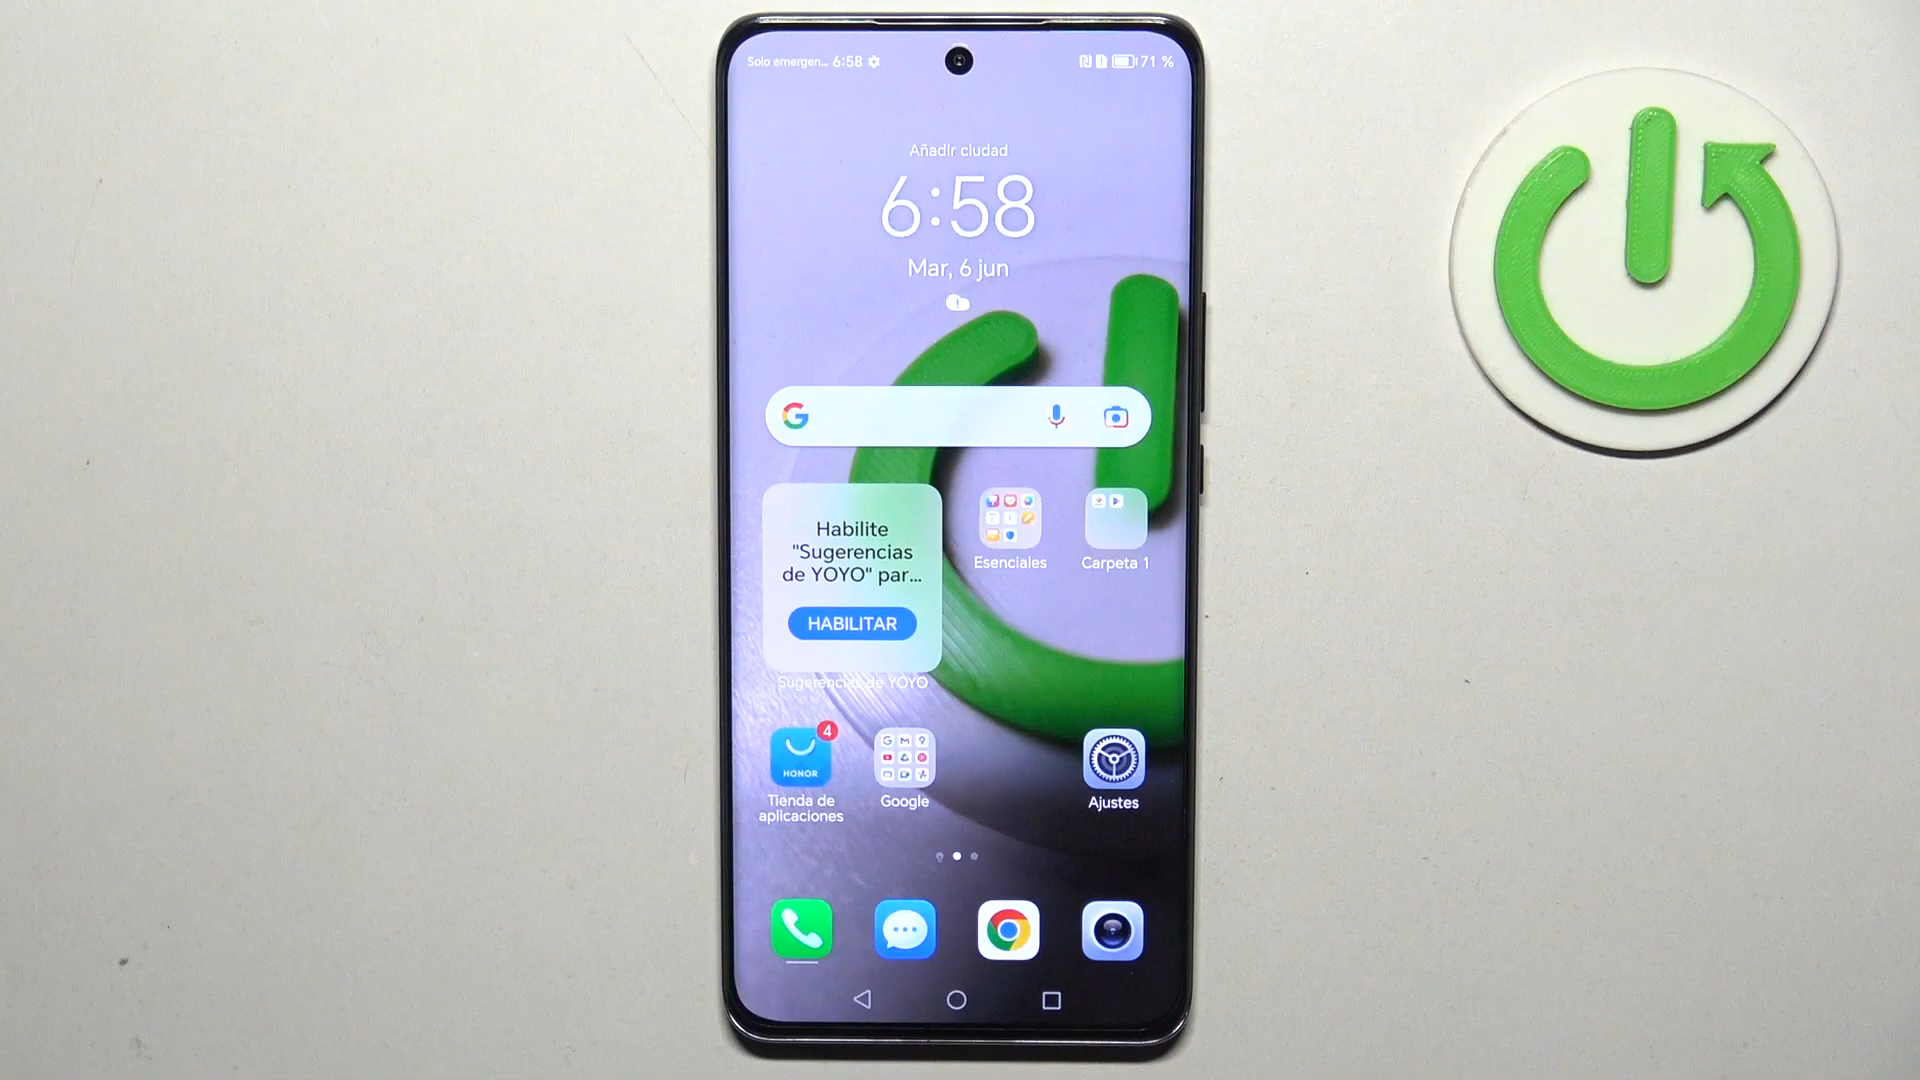 Solo emergen... 6:58
71 %
Añadir ciudad
6:58
Mar, 6 jun
Habilite
"Sugerencias
de YOYO" par...
HABILITAR
Sugerencias de YOYO
Esenciales
Carpeta 1
4
HONOR
Tienda de
aplicaciones
Google
Ajustes